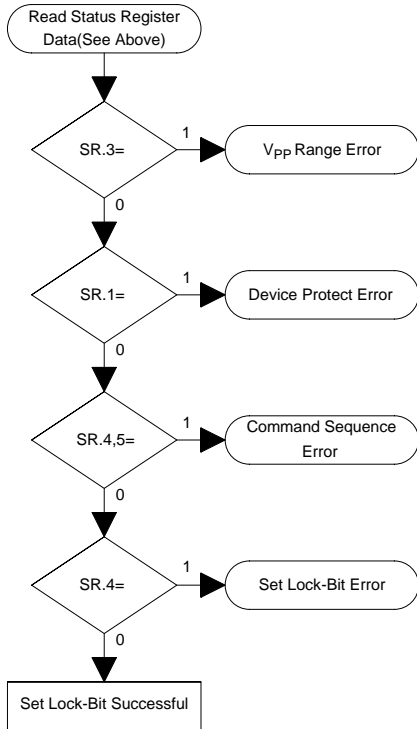 Read Status Register
Data(See Above)
SR.3=
1
VPP Range Error
0
SR.1=
1
Device Protect Error
0
SR.4,5=
1
Command Sequence
Error
0
SR.4=
1
Set Lock-Bit Error
0
Set Lock-Bit Successful